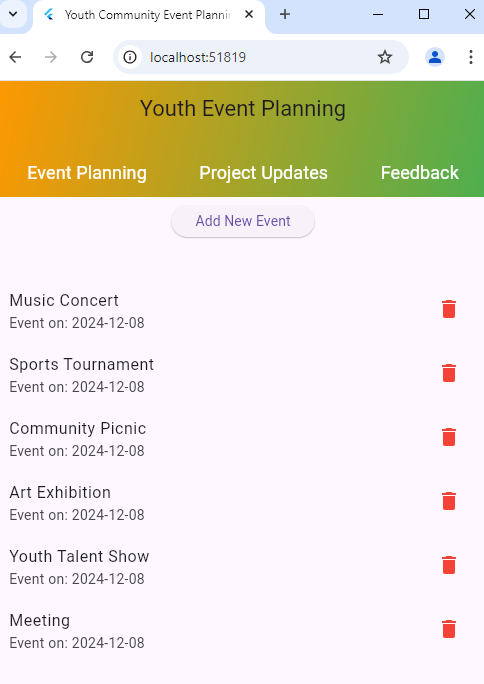 Youth Community Event Plannin
localhost:51819
Youth Event Planning
Event Planning Project Updates Feedback
Add New Event
Music Concert
Event on: 2024-12-08
Sports Tournament
Event on: 2024-12-08
Community Picnic
Event on: 2024-12-08
Art Exhibition
Event on: 2024-12-08
Youth Talent Show
Event on: 2024-12-08
Meeting
Event on: 2024-12-08